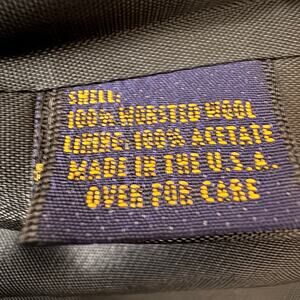 SHELL:
100% WORSTED WOOL
LINING: 100% ACETATE
MADE IN THE U.S.A.
OVER FOR CARE